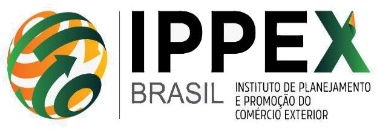 IPPEX
BRASIL
INSTITUTO DE PLANEJAMENTO
E PROMOÇÃO DO
COMÉRCIO EXTERIOR